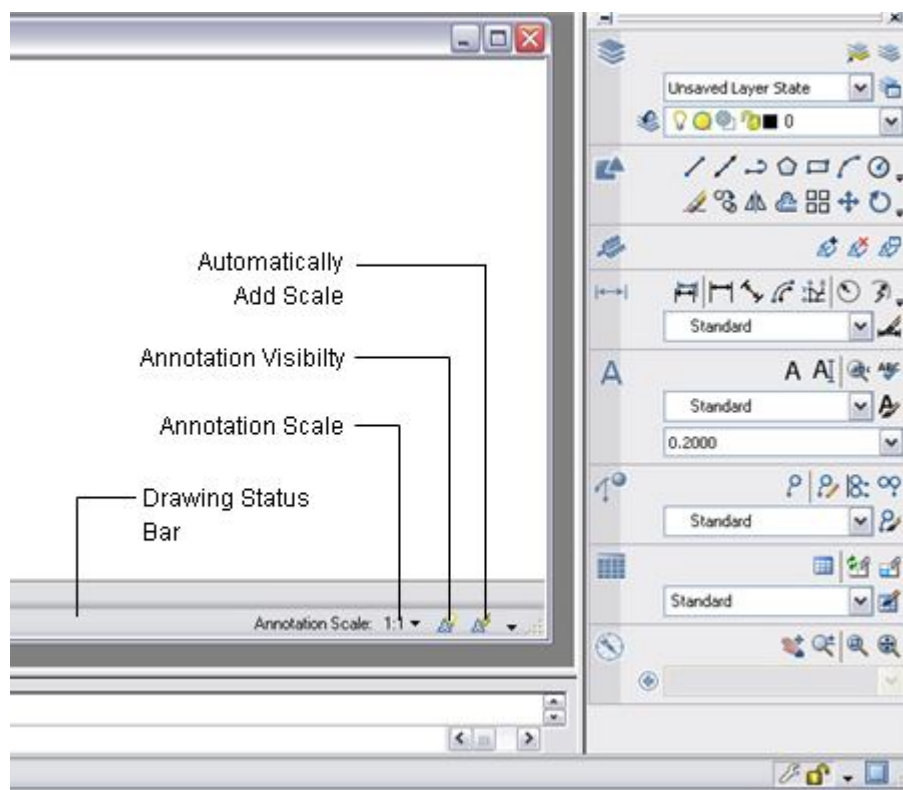 Unsaved Layer State
0
Automatically
Add Scale
Annotation Visibilty
Annotation Scale
Drawing Status
Bar
Annotation Scale: 1:1
Standard
A A
A
Standard
0.2000
Standard
Standard